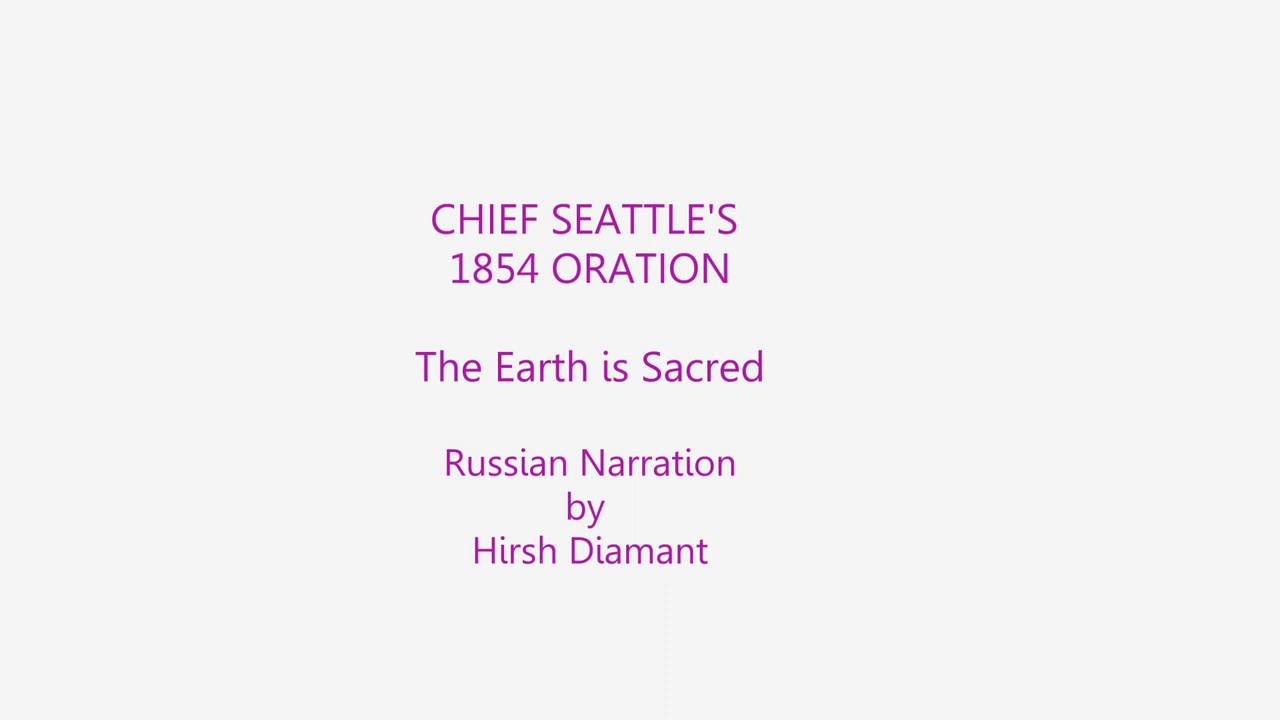 CHIEF SEATTLE'S
1854 ORATION
The Earth is Sacred
Russian Narration
by
Hirsh Diamant